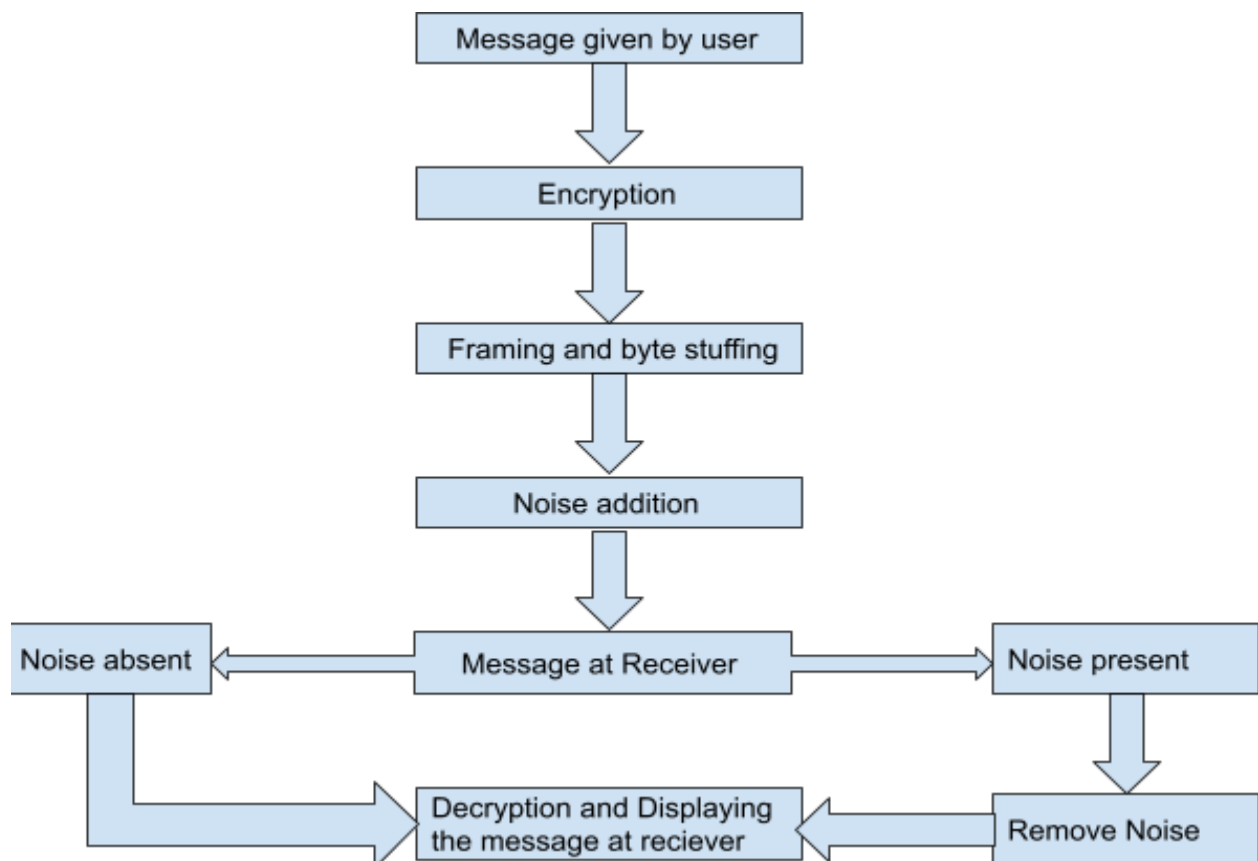 Message given by user
Encryption
Framing and byte stuffing
Noise addition
Noise absent
Message at Receiver
Noise present
Decryption and Displaying
the message at reciever
Remove Noise